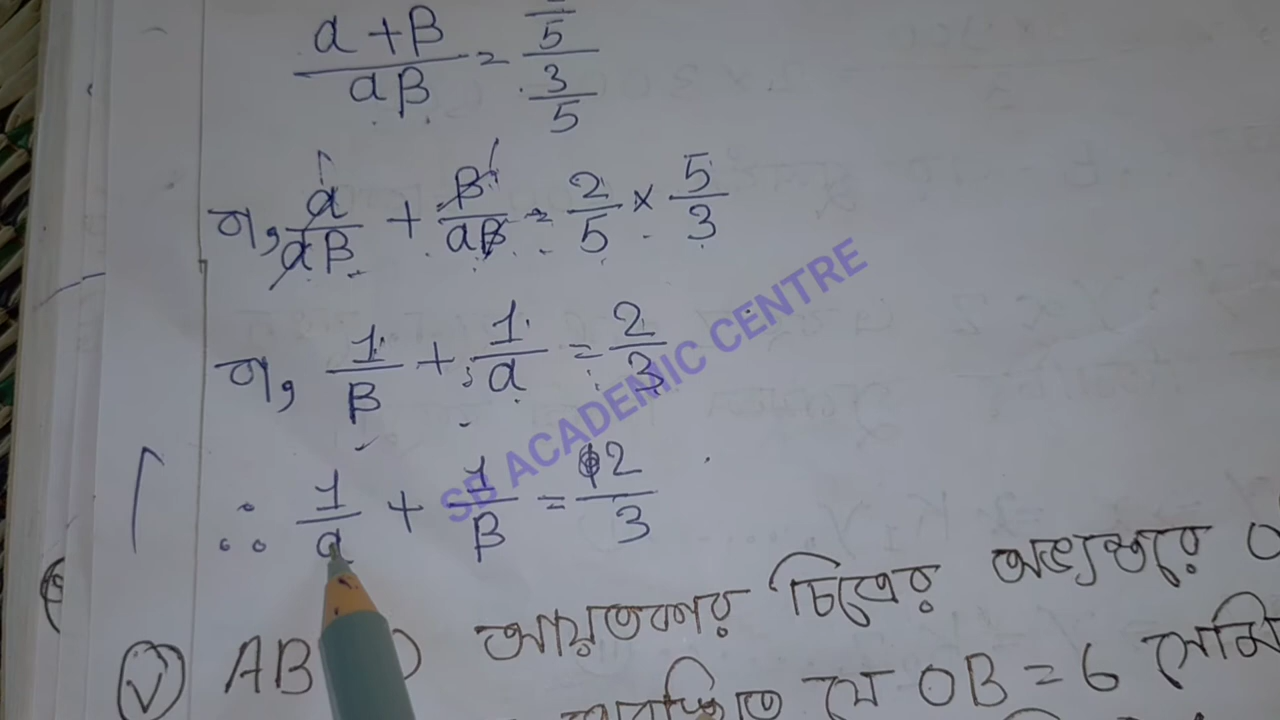 α + β / αβ = /5 / 3/5
বা, α/αβ + β/αβ = 2/5 × 5/3
বা, 1/β + 1/α = 2/3
∴ 1/α + 1/β = 2/3
SB ACADEMIC CENTRE
(v) AB D আয়তকার চিত্রের অভ্যন্তরে O
যে OB = 6 সেমি